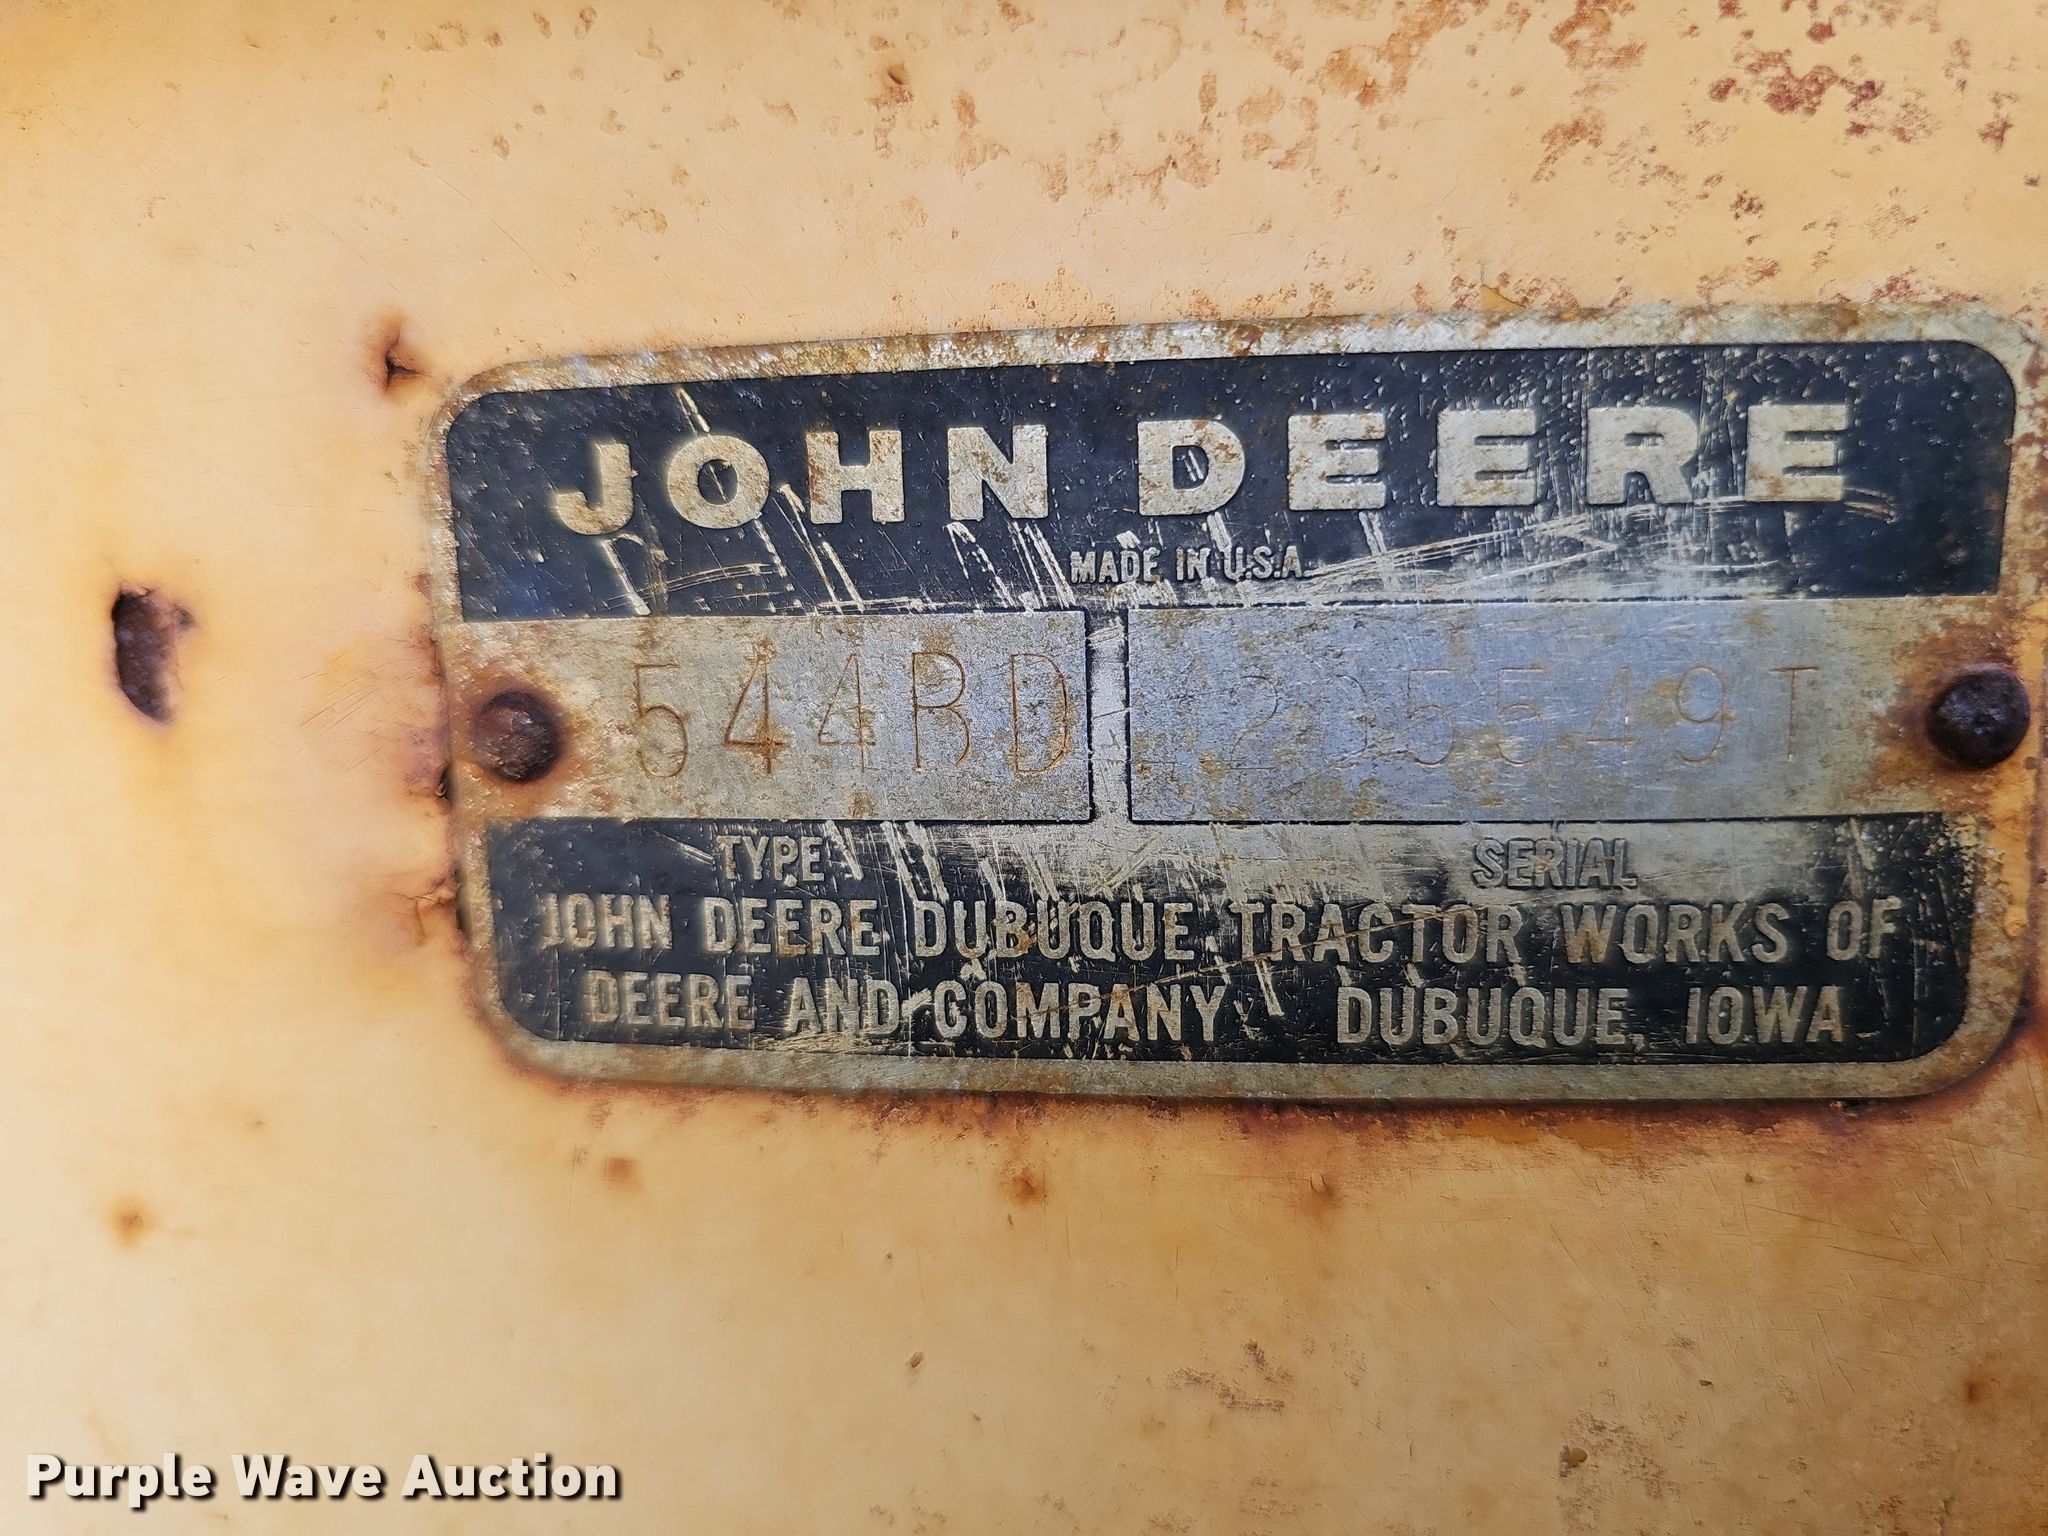 JOHN DEERE
MADE IN U.S.A.
544BD 205549T
TYPE SERIAL
JOHN DEERE DUBUQUE TRACTOR WORKS OF
DEERE AND COMPANY DUBUQUE, IOWA
Purple Wave Auction